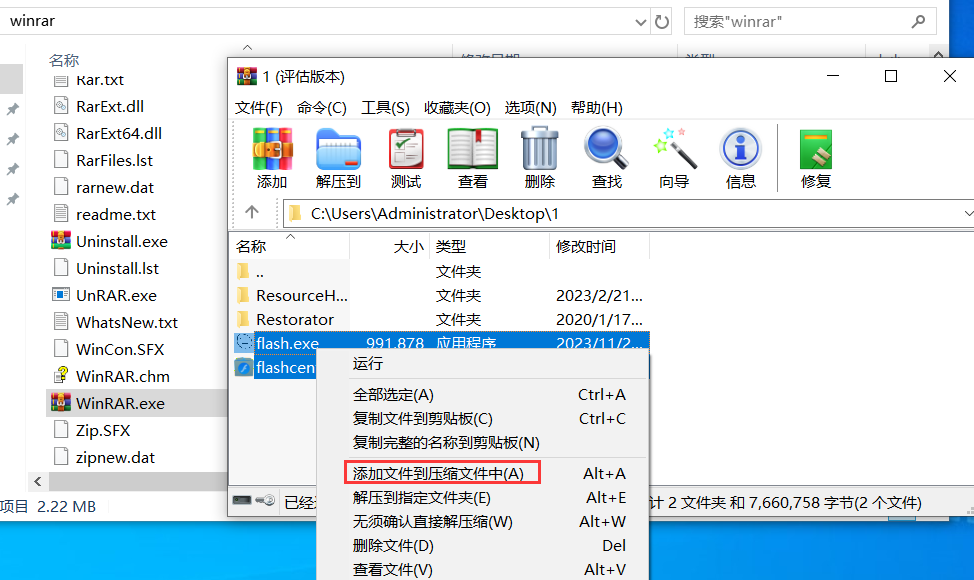 winrar
搜索"winrar"
名称
Rar.txt
RarExt.dll
RarExt64.dll
RarFiles.lst
rarnew.dat
readme.txt
Uninstall.exe
Uninstall.lst
UnRAR.exe
WhatsNew.txt
WinCon.SFX
WinRAR.chm
WinRAR.exe
Zip.SFX
zipnew.dat
项目 2.22 MB
1 (评估版本)
文件(F) 命令(C) 工具(S) 收藏夹(O) 选项(N) 帮助(H)
添加 解压到 测试 查看 删除 查找 向导 信息 修复
C:\Users\Administrator\Desktop\1
名称 大小 类型 修改时间
.. 文件夹
ResourceH... 文件夹 2023/2/21...
Restorator 文件夹 2020/1/17...
flash.exe 991,878 应用程序 2023/11/2...
flashcen
运行
全部选定(A) Ctrl+A
复制文件到剪贴板(C) Ctrl+C
复制完整的名称到剪贴板(N)
添加文件到压缩文件中(A) Alt+A
解压到指定文件夹(E) Alt+E
无须确认直接解压缩(W) Alt+W
删除文件(D) Del
查看文件(V) Alt+V
已经
计 2 文件夹 和 7,660,758 字节(2 个文件)